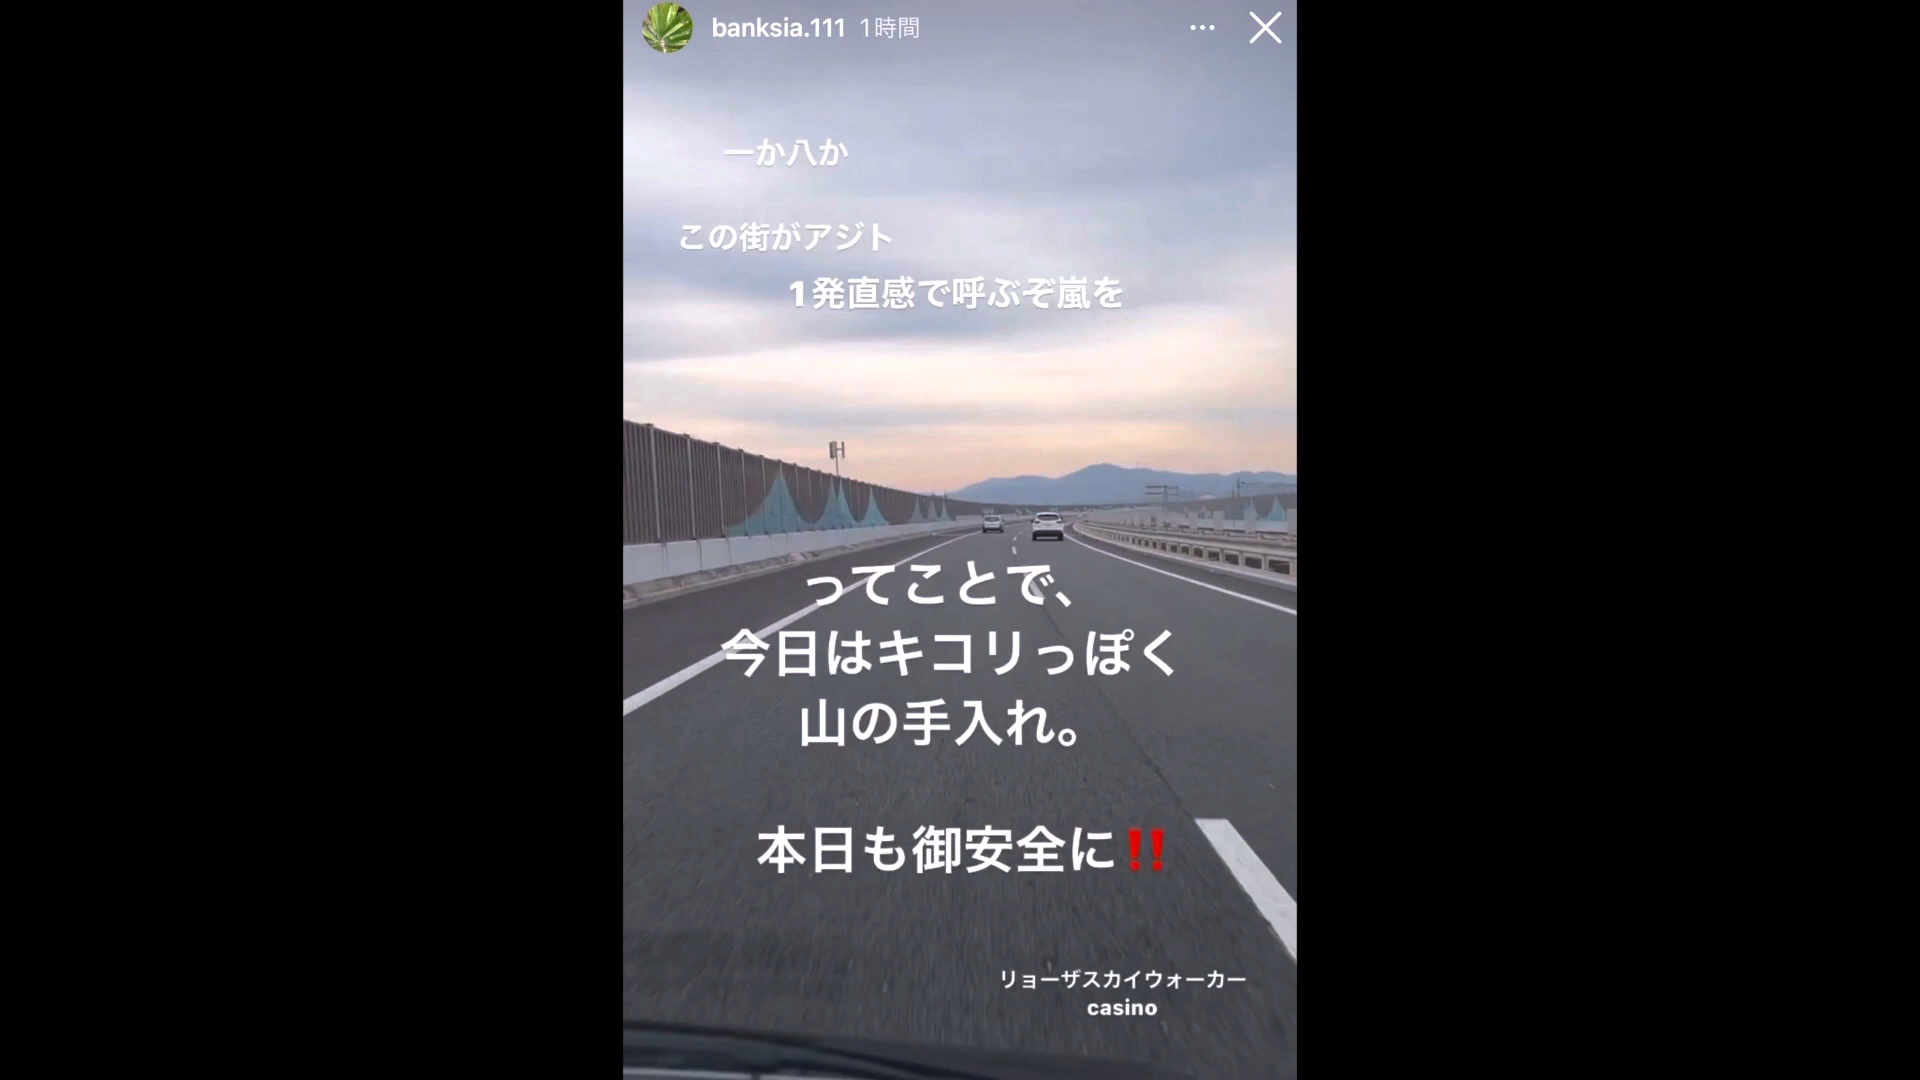 banksia.111 1時間
一か八か
この街がアジト
1発直感で呼ぶぞ嵐を
ってことで、
今日はキコリっぽく
山の手入れ。
本日も御安全に‼️
リョーザスカイウォーカー
casino